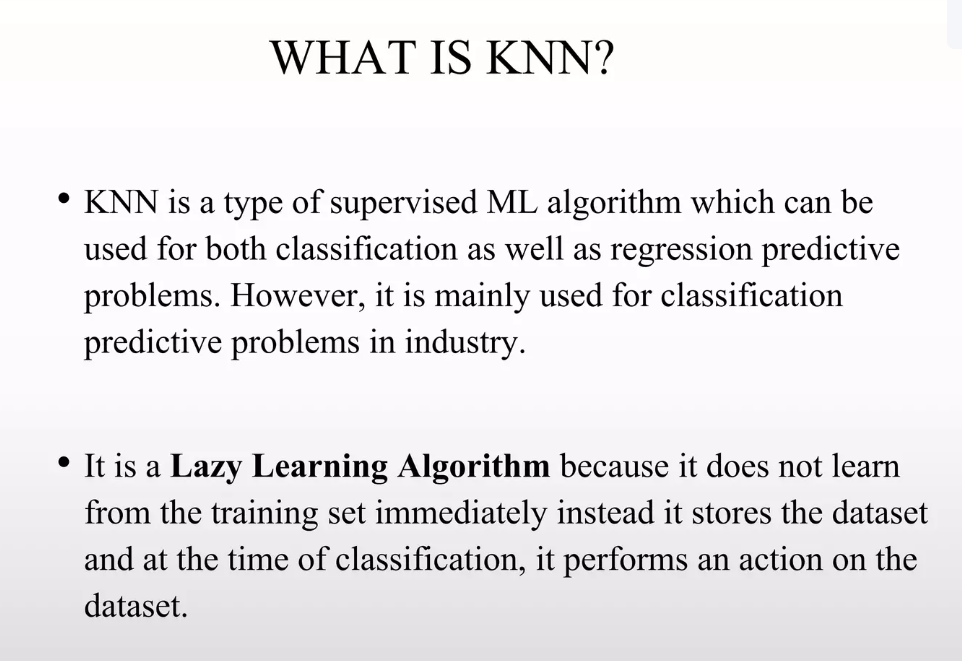 WHAT IS KNN?
• KNN is a type of supervised ML algorithm which can be
used for both classification as well as regression predictive
problems. However, it is mainly used for classification
predictive problems in industry.
• It is a Lazy Learning Algorithm because it does not learn
from the training set immediately instead it stores the dataset
and at the time of classification, it performs an action on the
dataset.